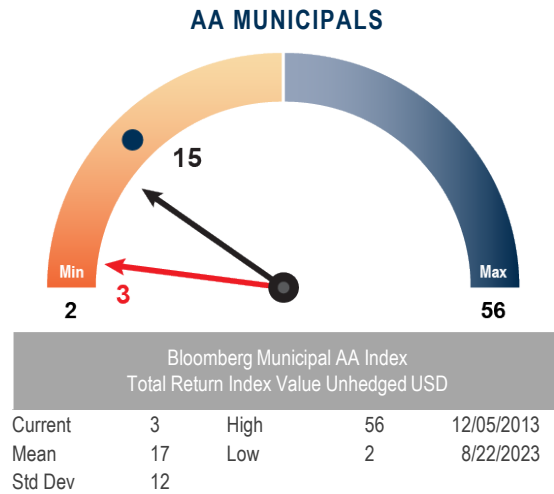 AA MUNICIPALS
15
Min
Max
2
3
56
Bloomberg Municipal AA Index
Total Return Index Value Unhedged USD
Current 3 High 56 12/05/2013
Mean 17 Low 2 8/22/2023
Std Dev 12